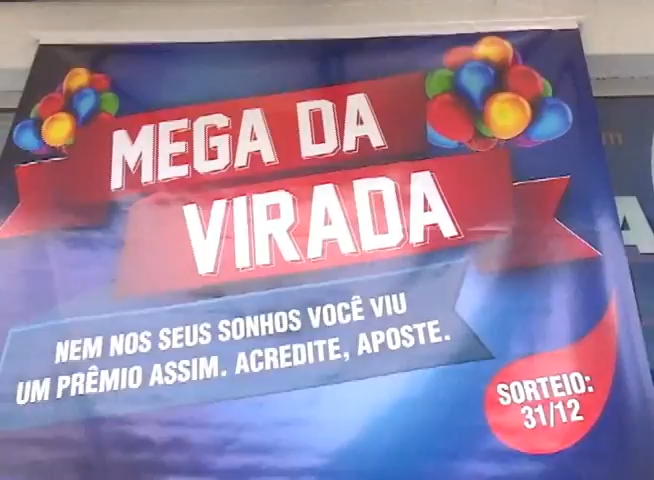 MEGA DA
VIRADA
NEM NOS SEUS SONHOS VOCÊ VIU
UM PRÊMIO ASSIM. ACREDITE, APOSTE.
SORTEIO:
31/12